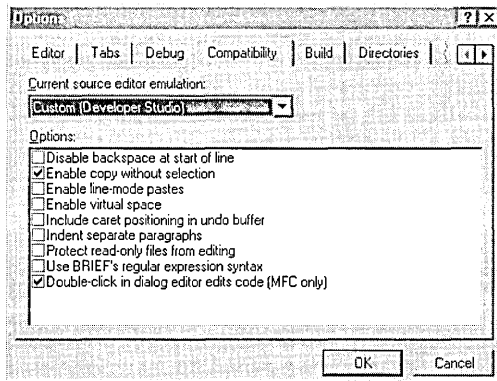 Options
Editor Tabs Debug Compatibility Build Directories
Current source editor emulation:
Custom (Developer Studio)
Options:
Disable backspace at start of line
Enable copy without selection
Enable line-mode pastes
Enable virtual space
Include caret positioning in undo buffer
Indent separate paragraphs
Protect read-only files from editing
Use BRIEF's regular expression syntax
Double-click in dialog editor edits code (MFC only)
OK Cancel